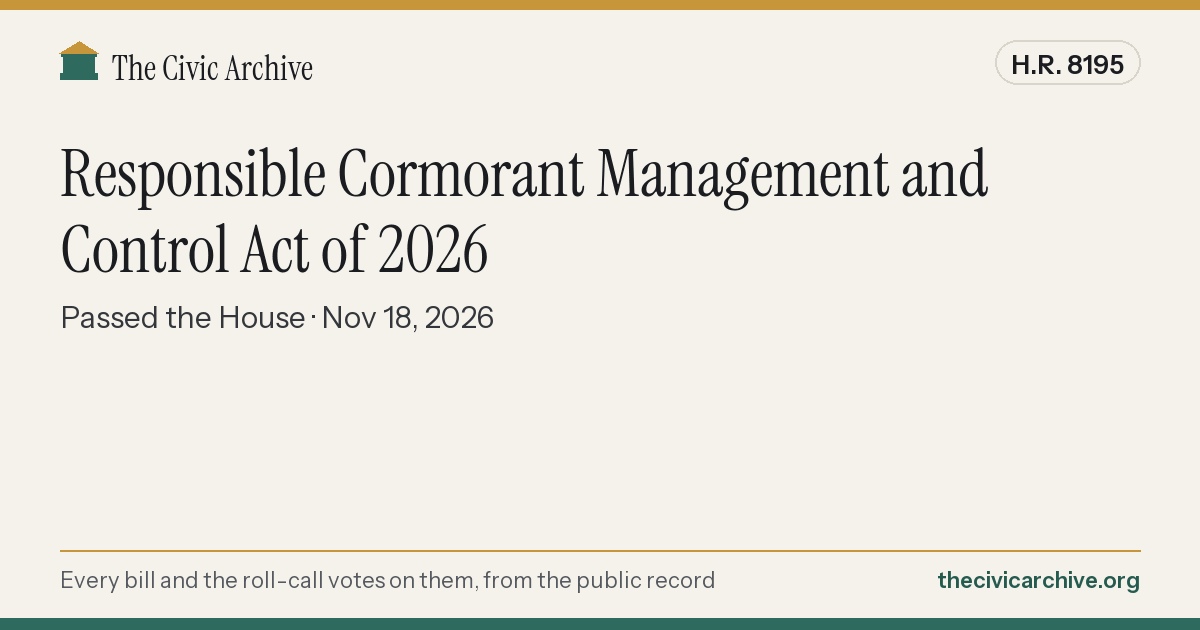 The Civic Archive
H.R. 8195
Responsible Cormorant Management and
Control Act of 2026
Passed the House · Nov 18, 2026
Every bill and the roll-call votes on them, from the public record
thecivicarchive.org